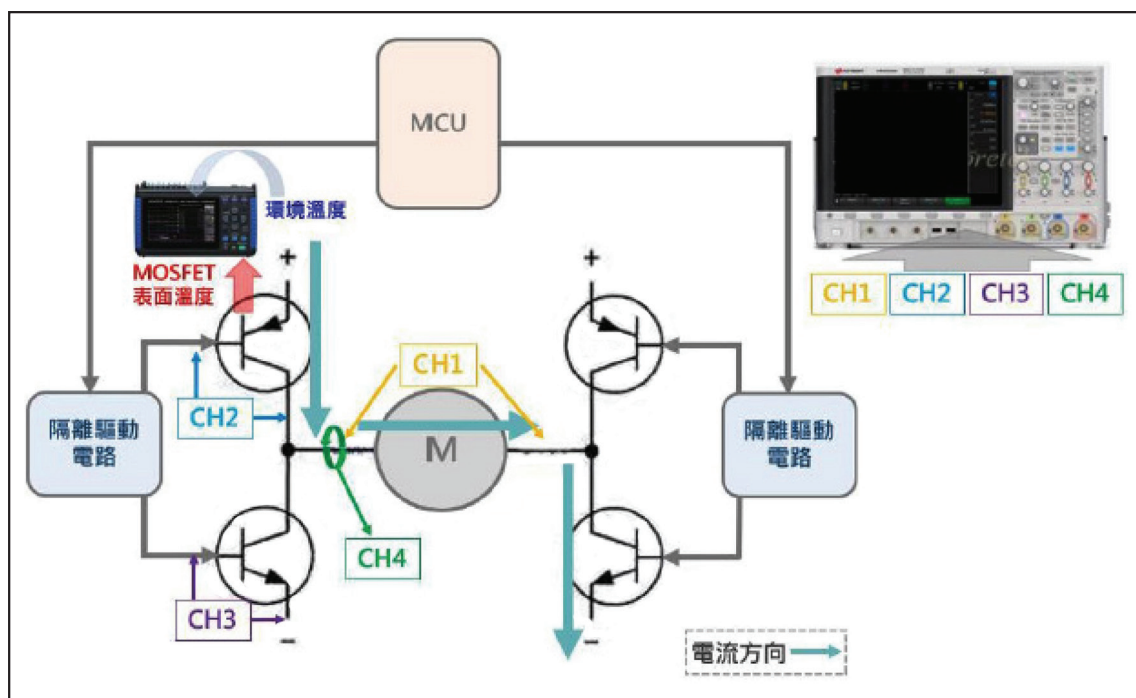 MCU
環境溫度
MOSFET
表面溫度
CH1
CH2
CH3
CH4
+
+
CH1
隔離驅動
電路
CH2
M
隔離驅動
電路
CH4
CH3
−
−
電流方向